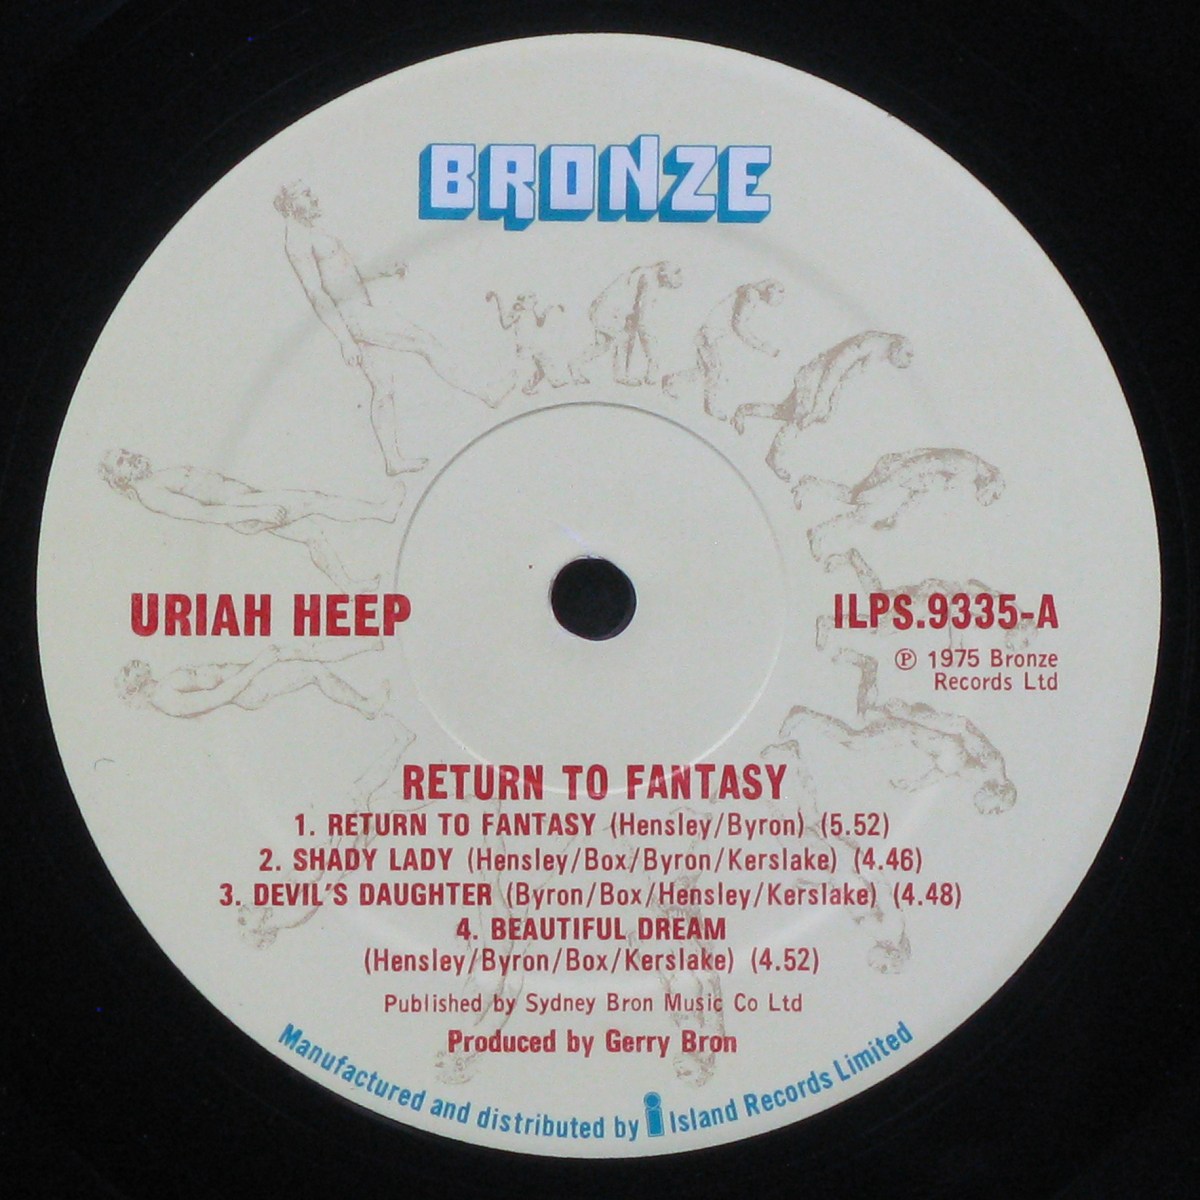 BRONZE
URIAH HEEP
ILPS.9335-A
℗ 1975 Bronze
Records Ltd
RETURN TO FANTASY
1. RETURN TO FANTASY (Hensley/Byron) (5.52)
2. SHADY LADY (Hensley/Box/Byron/Kerslake) (4.46)
3. DEVIL'S DAUGHTER (Byron/Box/Hensley/Kerslake) (4.48)
4. BEAUTIFUL DREAM
(Hensley/Byron/Box/Kerslake) (4.52)
Published by Sydney Bron Music Co Ltd
Produced by Gerry Bron
Manufactured and distributed by i Island Records Limited